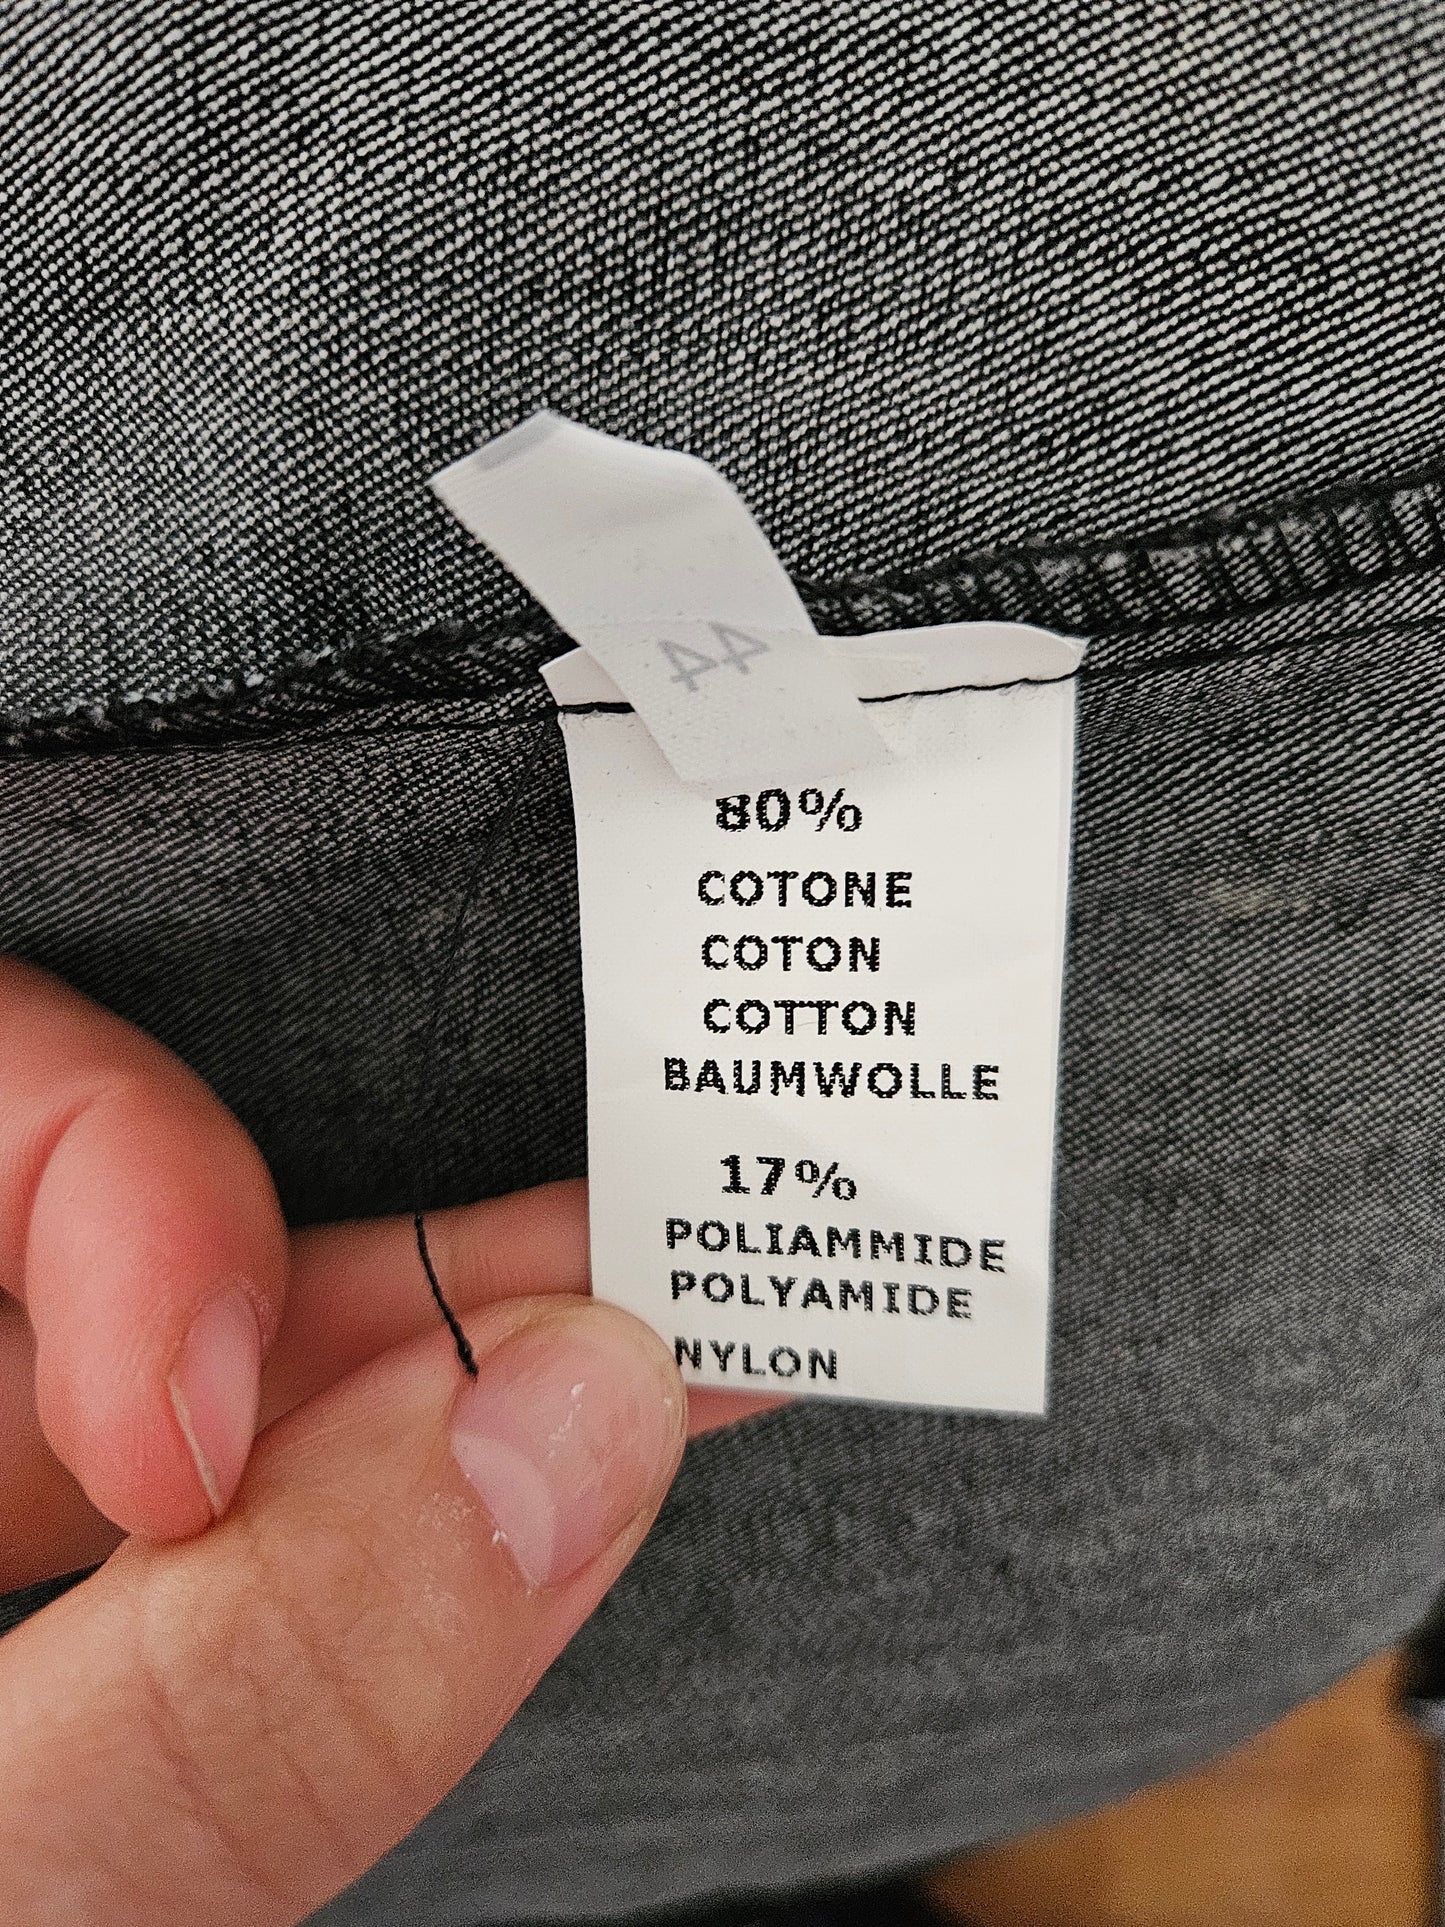 44
80%
COTONE
COTON
COTTON
BAUMWOLLE
17%
POLIAMMIDE
POLYAMIDE
NYLON